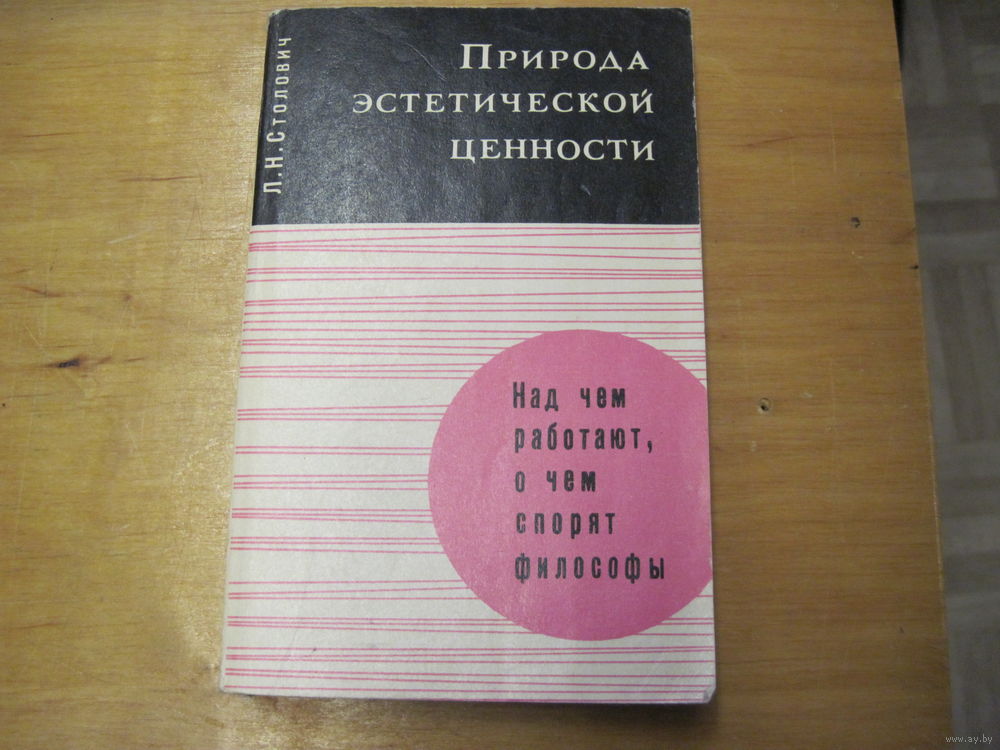 Л.Н.Столович
Природа
эстетической
ценности
Над чем
работают,
о чем
спорят
философы
www.ay.by